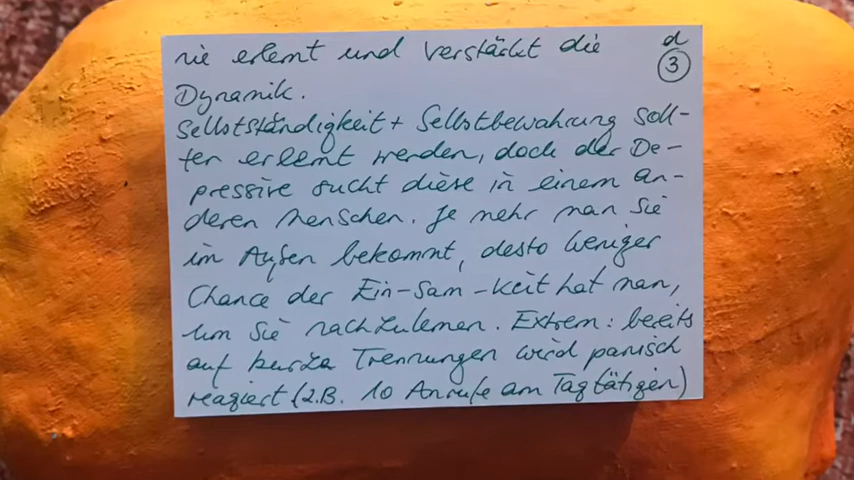 nie erlernt und verstärkt die d
③
Dynamik.
Selbstständigkeit + Selbstbewahrung soll-
ten erlernt werden, doch der De-
pressive sucht diese in einem an-
deren Menschen. Je mehr man sie
im Außen bekommt, desto weniger
Chance der Ein-Sam-keit hat man,
um sie nachzulernen. Extrem: bereits
auf kurze Trennungen wird panisch
reagiert (z.B. 10 Anrufe am Tag tätigen)